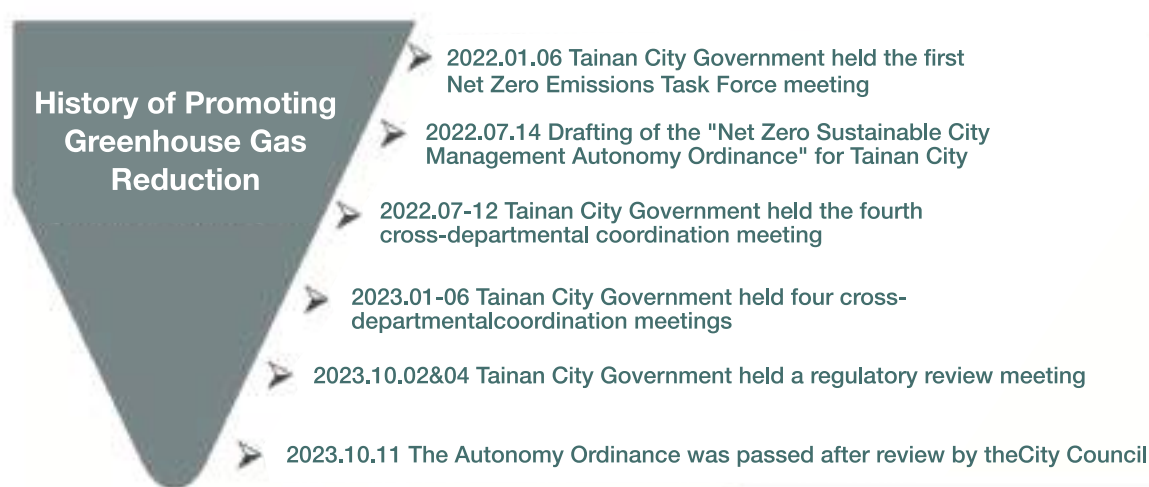 History of Promoting
Greenhouse Gas
Reduction
2022.01.06 Tainan City Government held the first
Net Zero Emissions Task Force meeting
2022.07.14 Drafting of the "Net Zero Sustainable City
Management Autonomy Ordinance" for Tainan City
2022.07-12 Tainan City Government held the fourth
cross-departmental coordination meeting
2023.01-06 Tainan City Government held four cross-
departmentalcoordination meetings
2023.10.02&04 Tainan City Government held a regulatory review meeting
2023.10.11 The Autonomy Ordinance was passed after review by theCity Council